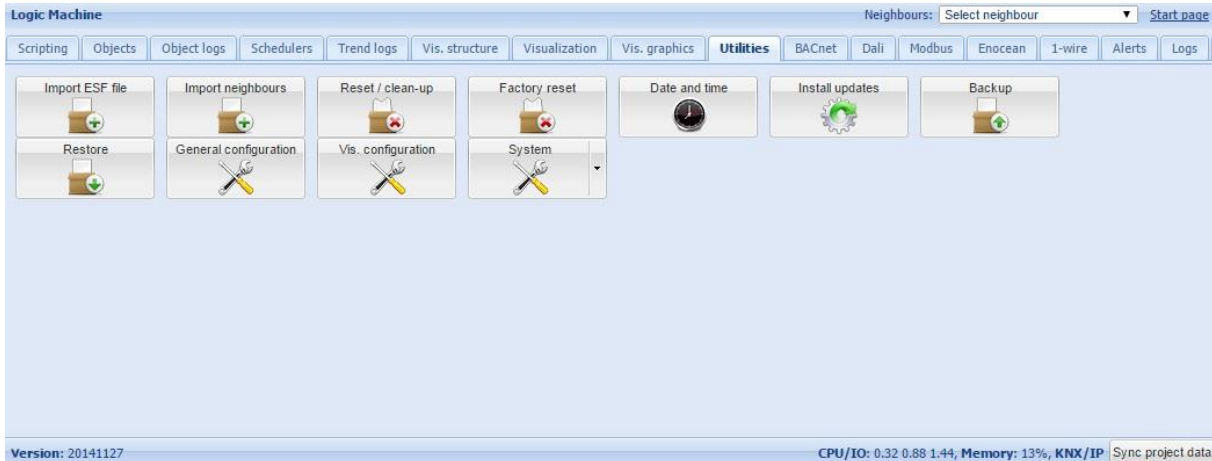 Logic Machine Neighbours: Select neighbour Start page
Scripting Objects Object logs Schedulers Trend logs Vis. structure Visualization Vis. graphics Utilities BACnet Dali Modbus Enocean 1-wire Alerts Logs
Import ESF file Import neighbours Reset / clean-up Factory reset Date and time Install updates Backup
Restore General configuration Vis. configuration System
Version: 20141127 CPU/IO: 0.32 0.88 1.44, Memory: 13%, KNX/IP Sync project data